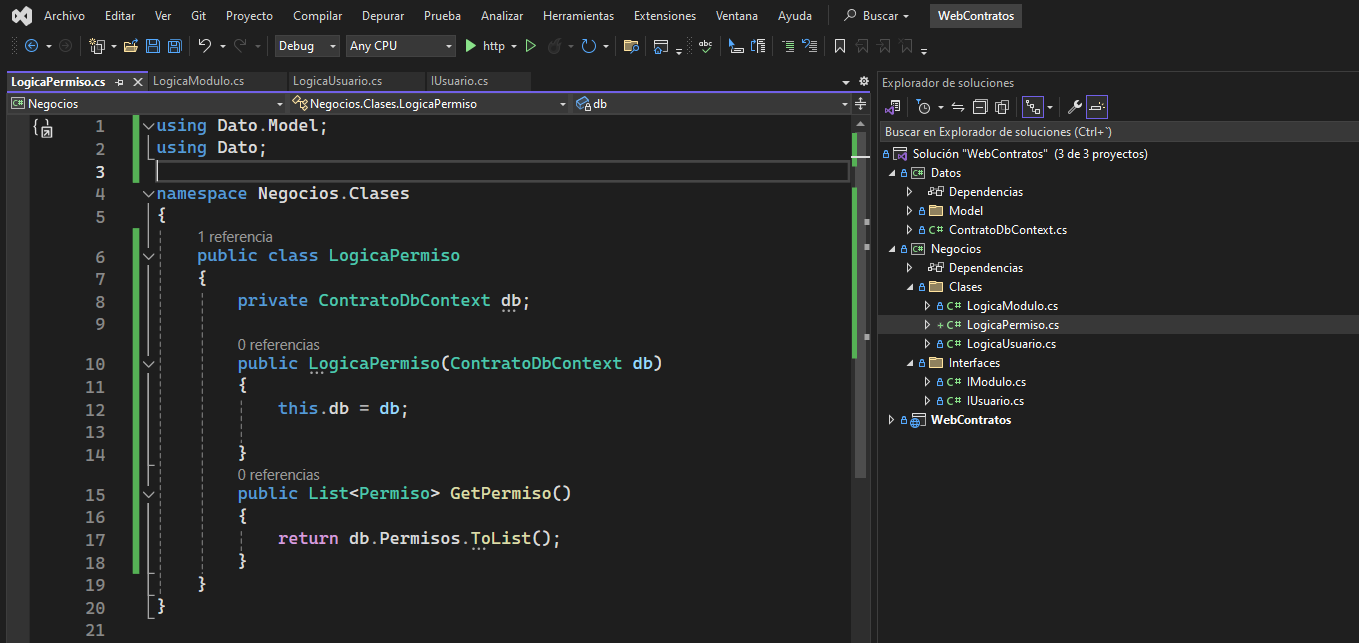 Archivo Editar Ver Git Proyecto Compilar Depurar Prueba Analizar Herramientas Extensiones Ventana Ayuda Buscar WebContratos
Debug Any CPU http
LogicaPermiso.cs LogicaModulo.cs LogicaUsuario.cs IUsuario.cs
C# Negocios Negocios.Clases.LogicaPermiso db
1 using Dato.Model;
2 using Dato;
3
4 namespace Negocios.Clases
5 {
1 referencia
6 public class LogicaPermiso
7 {
8 private ContratoDbContext db;
9
0 referencias
10 public LogicaPermiso(ContratoDbContext db)
11 {
12 this.db = db;
13
14 }
0 referencias
15 public List<Permiso> GetPermiso()
16 {
17 return db.Permisos.ToList();
18 }
19 }
20 }
21
Explorador de soluciones
Buscar en Explorador de soluciones (Ctrl+`)
Solución "WebContratos" (3 de 3 proyectos)
C# Datos
Dependencias
Model
C# ContratoDbContext.cs
C# Negocios
Dependencias
Clases
C# LogicaModulo.cs
+ C# LogicaPermiso.cs
C# LogicaUsuario.cs
Interfaces
C# IModulo.cs
C# IUsuario.cs
WebContratos